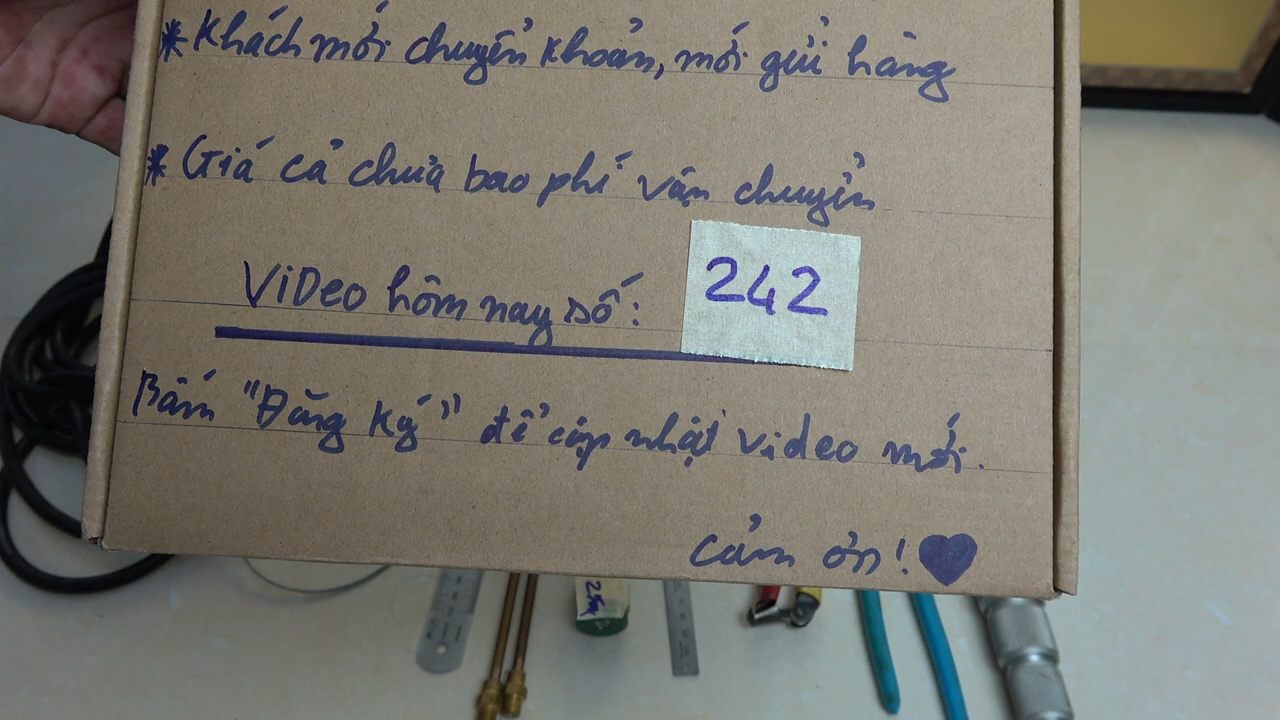 * Khách mới chuyển khoản, mới gửi hàng
* Giá cả chưa bao phí vận chuyển
ViDeo hôm nay số: 242
Bấm "Đăng Ký" để cập nhật video mới.
Cảm ơn!